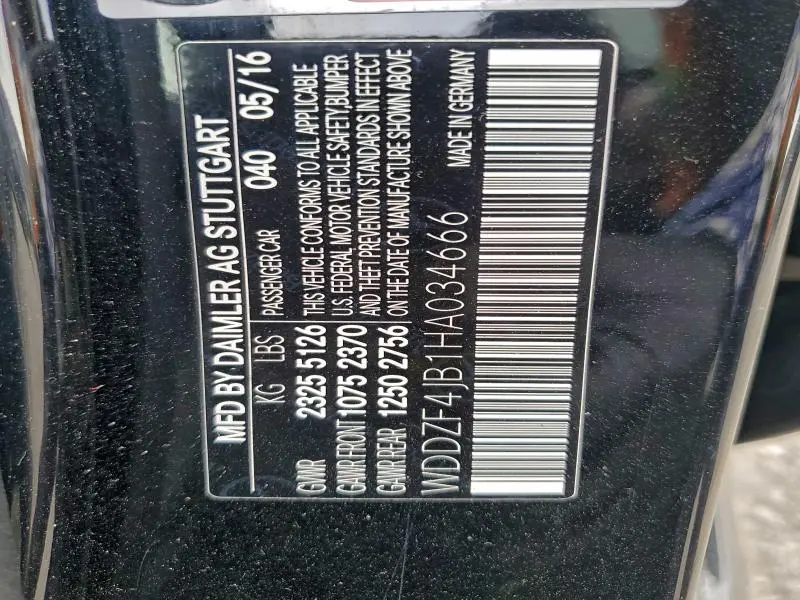 MFD BY DAIMLER AG STUTTGART
KG LBS PASSENGER CAR 040 05/16
GVWR 2325 5126 THIS VEHICLE CONFORMS TO ALL APPLICABLE
U.S. FEDERAL MOTOR VEHICLE SAFETY,BUMPER
GAWR FRONT 1075 2370 AND THEFT PREVENTION STANDARDS IN EFFECT
GAWR REAR 1250 2756 ON THE DATE OF MANUFACTURE SHOWN ABOVE
WDDZF4JB1HA034666 MADE IN GERMANY